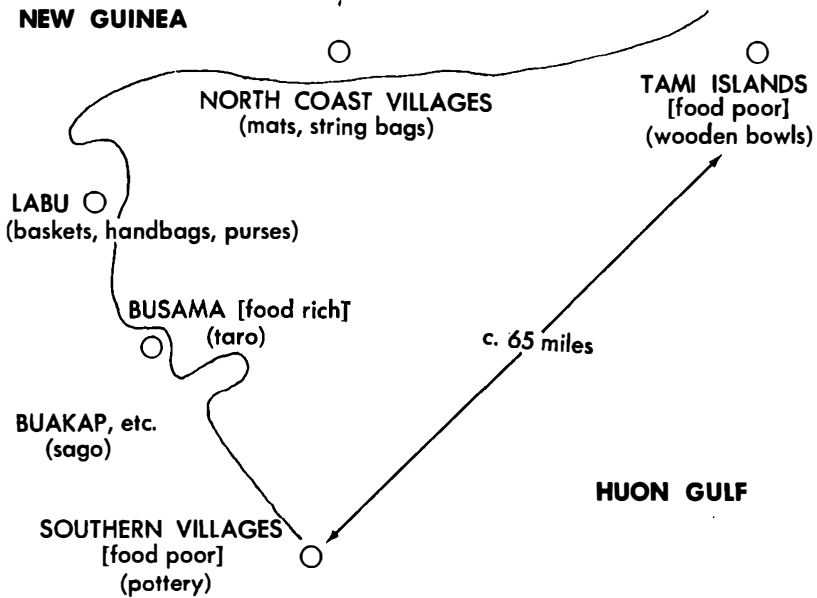 NEW GUINEA
NORTH COAST VILLAGES
(mats, string bags)
TAMI ISLANDS
[food poor]
(wooden bowls)
LABU
(baskets, handbags, purses)
BUSAMA [food rich]
(taro)
c. 65 miles
BUAKAP, etc.
(sago)
HUON GULF
SOUTHERN VILLAGES
[food poor]
(pottery)